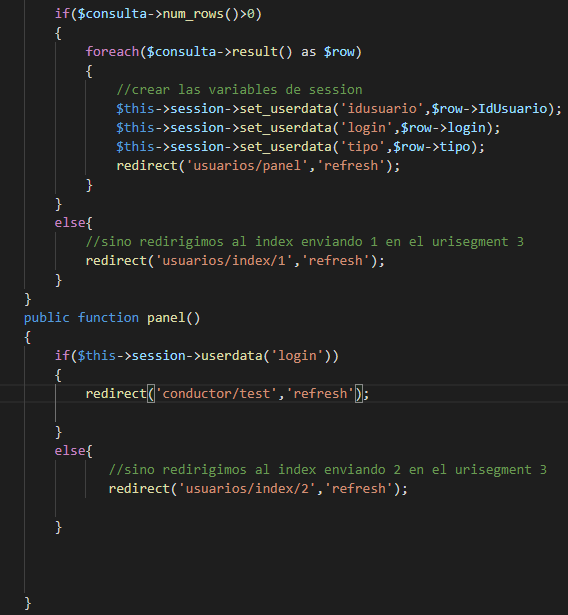 if($consulta->num_rows()>0)
{
foreach($consulta->result() as $row)
{
//crear las variables de session
$this->session->set_userdata('idusuario',$row->IdUsuario);
$this->session->set_userdata('login',$row->login);
$this->session->set_userdata('tipo',$row->tipo);
redirect('usuarios/panel','refresh');
}
}
else{
//sino redirigimos al index enviando 1 en el urisegment 3
redirect('usuarios/index/1','refresh');
}
}
public function panel()
{
if($this->session->userdata('login'))
{
redirect('conductor/test','refresh');
}
else{
//sino redirigimos al index enviando 2 en el urisegment 3
redirect('usuarios/index/2','refresh');
}
}